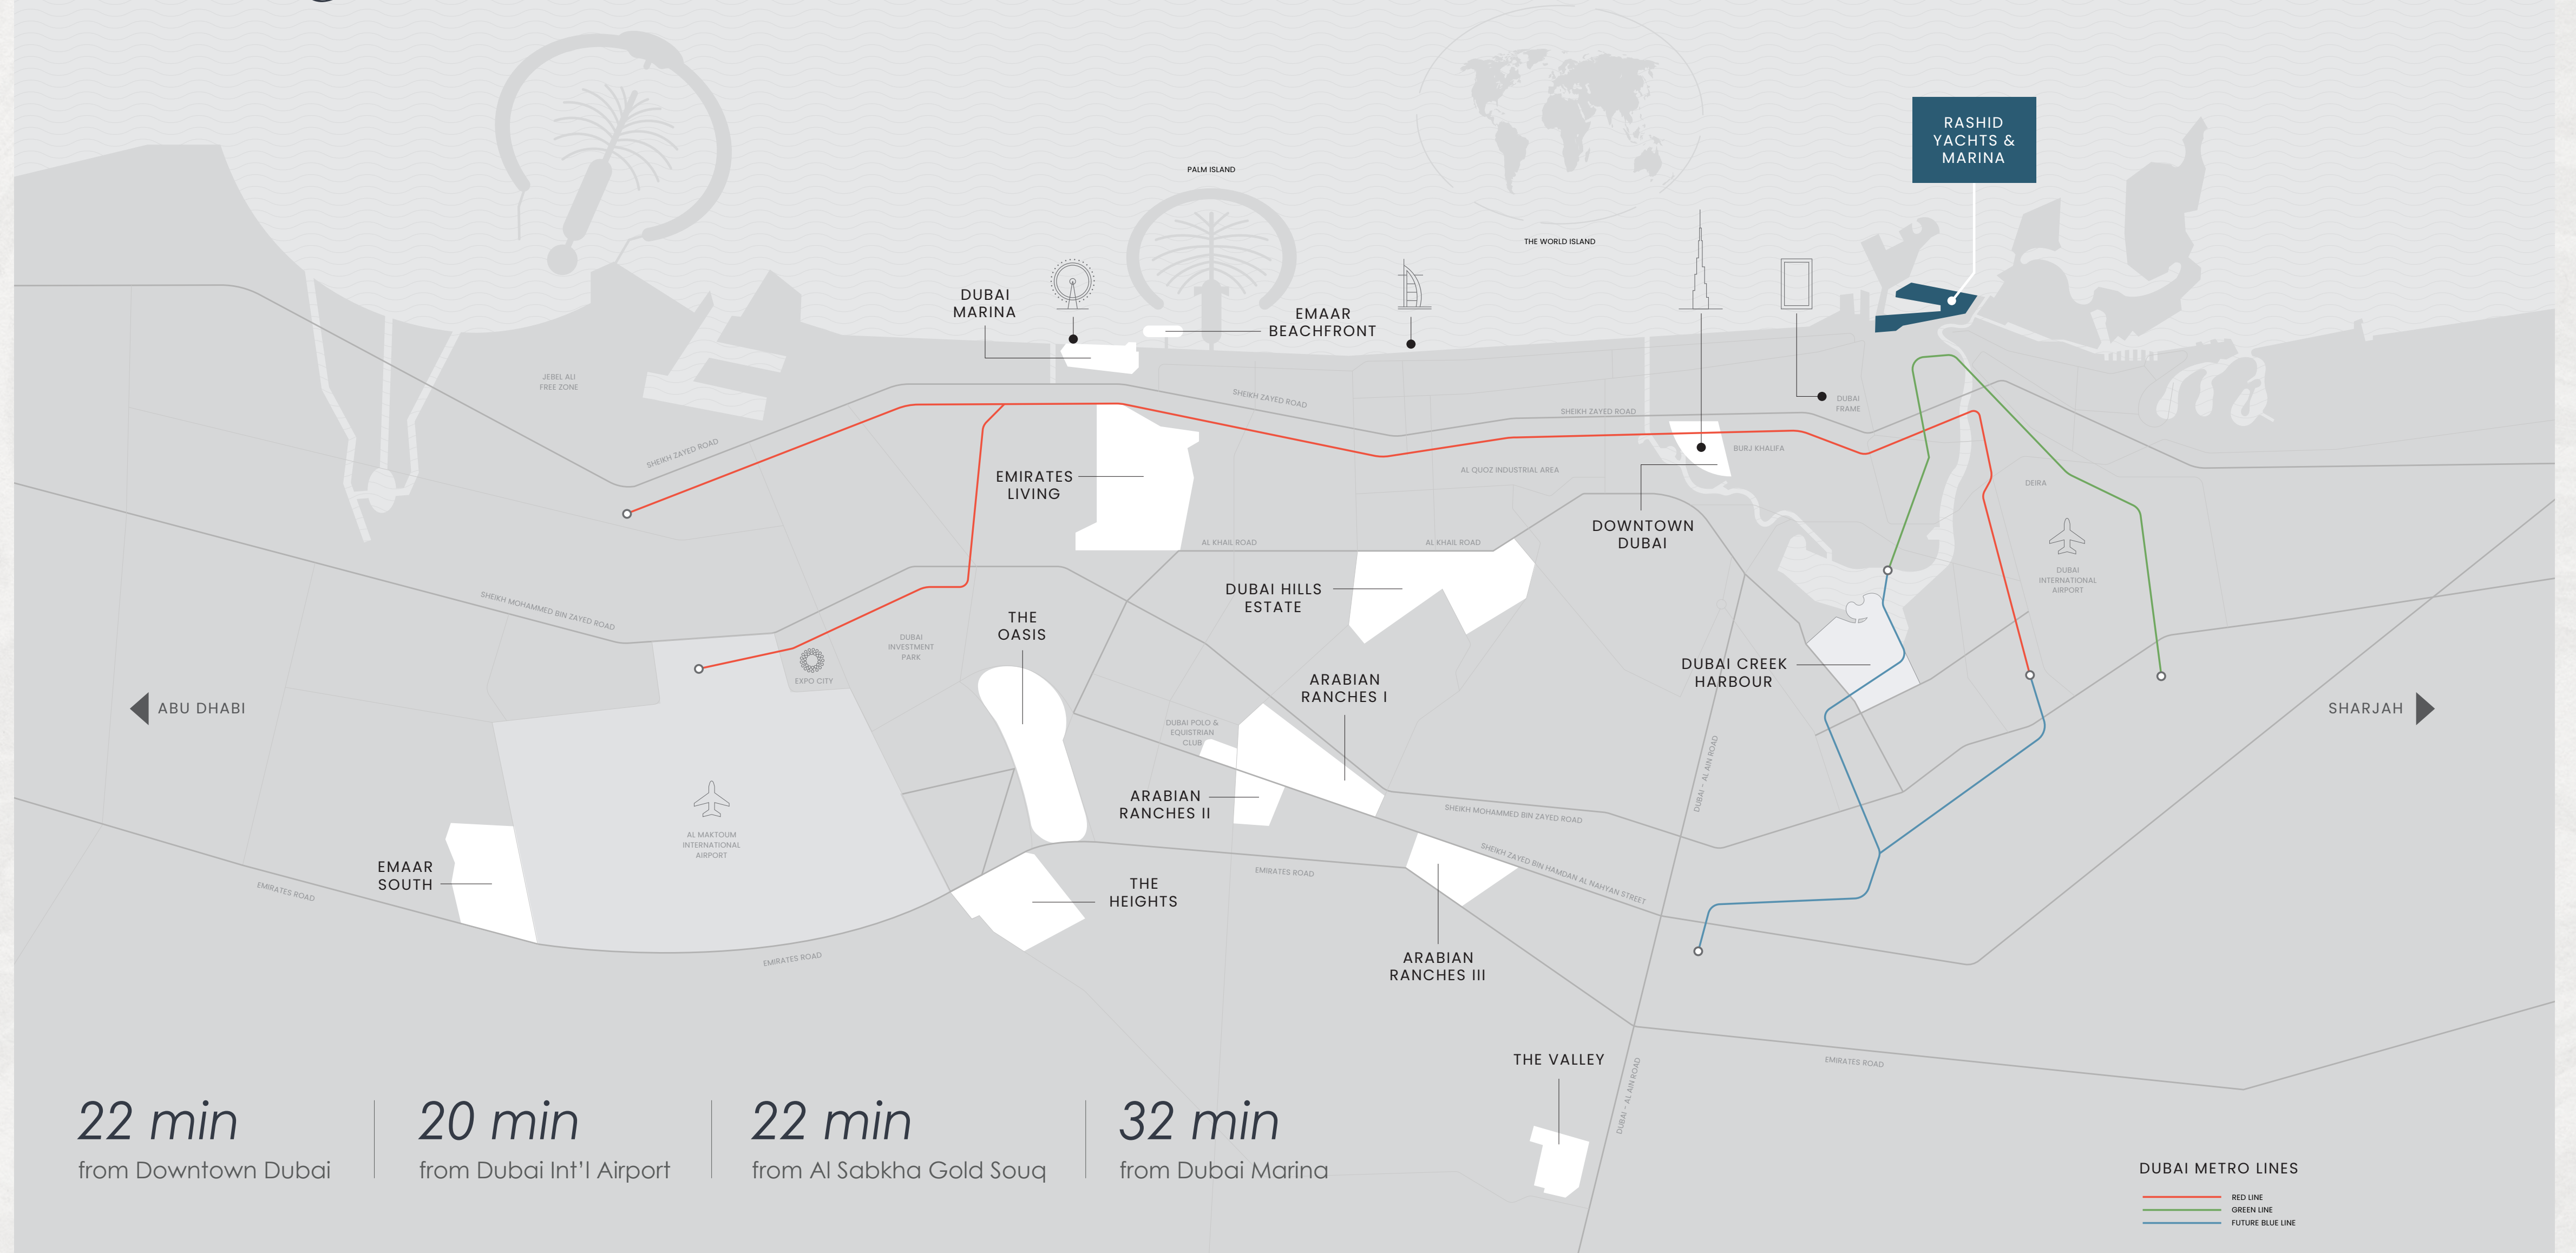 RASHID
YACHTS &
MARINA
PALM ISLAND
THE WORLD ISLAND
DUBAI
MARINA
EMAAR
BEACHFRONT
JEBEL ALI
FREE ZONE
SHEIKH ZAYED ROAD
SHEIKH ZAYED ROAD
SHEIKH ZAYED ROAD
DUBAI
FRAME
BURJ KHALIFA
EMIRATES
LIVING
AL QUOZ INDUSTRIAL AREA
DEIRA
DOWNTOWN
DUBAI
AL KHAIL ROAD
AL KHAIL ROAD
DUBAI
INTERNATIONAL
AIRPORT
DUBAI HILLS
ESTATE
SHEIKH MOHAMMED BIN ZAYED ROAD
THE
OASIS
DUBAI
INVESTMENT
PARK
EXPO CITY
DUBAI CREEK
HARBOUR
ARABIAN
RANCHES I
ABU DHABI
SHARJAH
DUBAI POLO &
EQUESTRIAN
CLUB
DUBAI - AL AIN ROAD
ARABIAN
RANCHES II
SHEIKH MOHAMMED BIN ZAYED ROAD
AL MAKTOUM
INTERNATIONAL
AIRPORT
SHEIKH ZAYED BIN HAMDAN AL NAHYAN STREET
EMAAR
SOUTH
EMIRATES ROAD
EMIRATES ROAD
THE
HEIGHTS
EMIRATES ROAD
ARABIAN
RANCHES III
THE VALLEY
EMIRATES ROAD
DUBAI - AL AIN ROAD
22 min
from Downtown Dubai
20 min
from Dubai Int'l Airport
22 min
from Al Sabkha Gold Souq
32 min
from Dubai Marina
DUBAI METRO LINES
RED LINE
GREEN LINE
FUTURE BLUE LINE